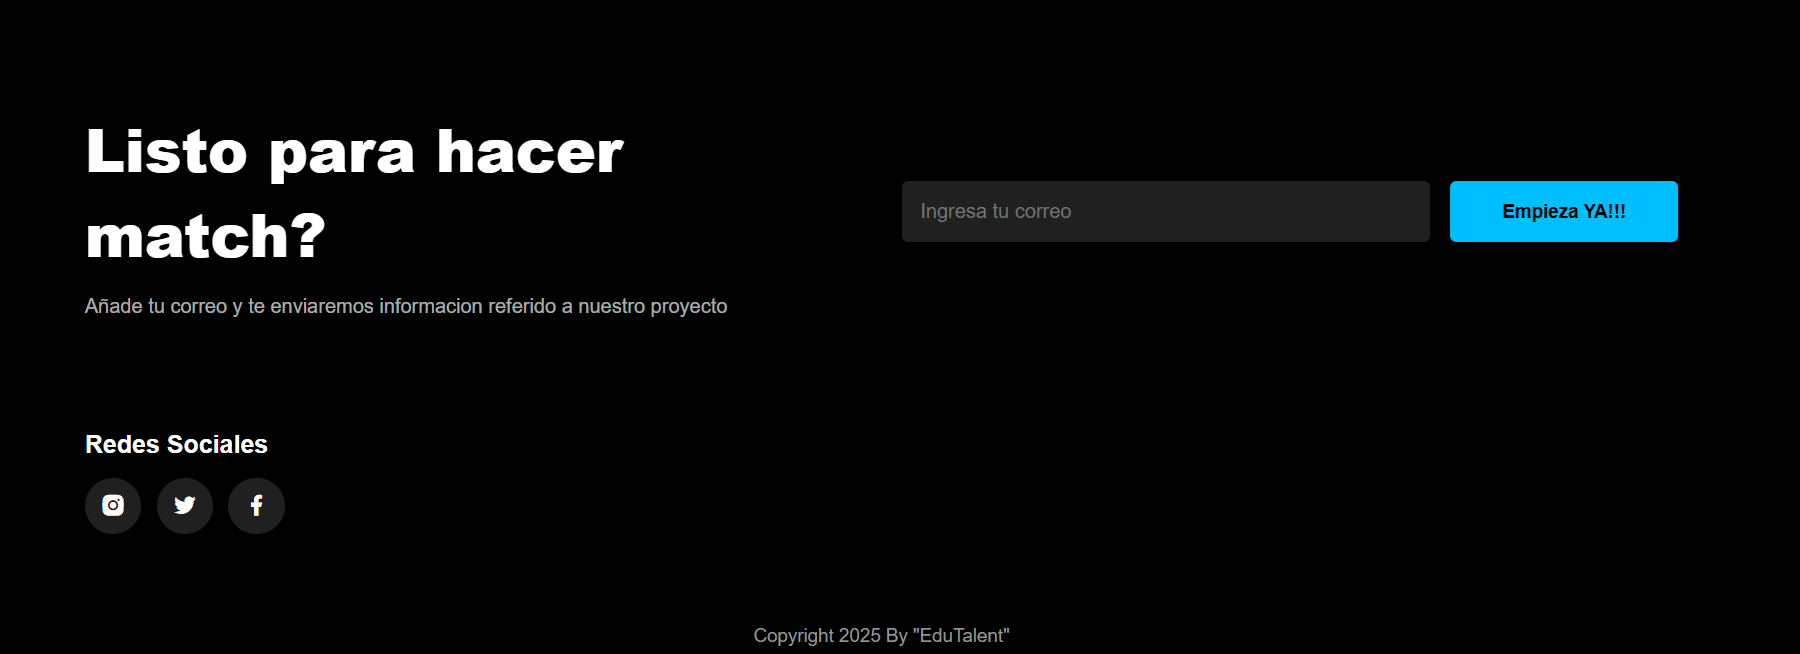 Listo para hacer
match?
Añade tu correo y te enviaremos informacion referido a nuestro proyecto
Ingresa tu correo
Empieza YA!!!
Redes Sociales
Copyright 2025 By "EduTalent"